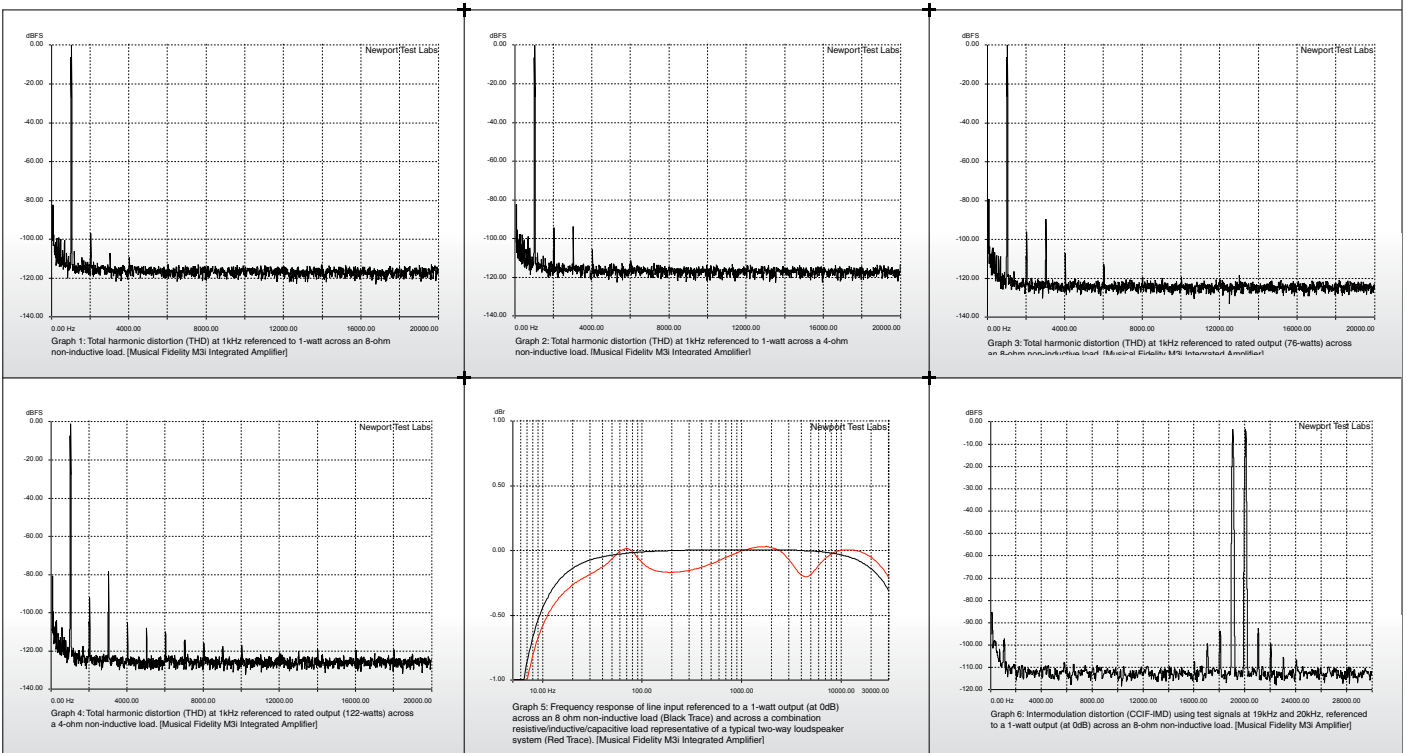 dBFS
Newport Test Labs
0.00
-20.00
-40.00
-60.00
-80.00
-100.00
-120.00
-140.00
0.00 Hz 4000.00 8000.00 12000.00 16000.00 20000.00
Graph 1: Total harmonic distortion (THD) at 1kHz referenced to 1-watt across an 8-ohm
non-inductive load. [Musical Fidelity M3i Integrated Amplifier]
dBFS
Newport Test Labs
0.00
-20.00
-40.00
-60.00
-80.00
-100.00
-120.00
-140.00
0.00 Hz 4000.00 8000.00 12000.00 16000.00 20000.00
Graph 2: Total harmonic distortion (THD) at 1kHz referenced to 1-watt across a 4-ohm
non-inductive load. [Musical Fidelity M3i Integrated Amplifier]
dBFS
Newport Test Labs
0.00
-20.00
-40.00
-60.00
-80.00
-100.00
-120.00
-140.00
0.00 Hz 4000.00 8000.00 12000.00 16000.00 20000.00
Graph 3: Total harmonic distortion (THD) at 1kHz referenced to rated output (76-watts) across
an 8-ohm non-inductive load. [Musical Fidelity M3i Integrated Amplifier]
dBFS
Newport Test Labs
0.00
-20.00
-40.00
-60.00
-80.00
-100.00
-120.00
-140.00
0.00 Hz 4000.00 8000.00 12000.00 16000.00 20000.00
Graph 4: Total harmonic distortion (THD) at 1kHz referenced to rated output (122-watts) across
a 4-ohm non-inductive load. [Musical Fidelity M3i Integrated Amplifier]
dBr
Newport Test Labs
1.00
0.50
0.00
-0.50
-1.00
10.00 Hz 100.00 1000.00 10000.00 30000.00
Graph 5: Frequency response of line input referenced to a 1-watt output (at 0dB)
across an 8 ohm non-inductive load (Black Trace) and across a combination
resistive/inductive/capacitive load representative of a typical two-way loudspeaker
system (Red Trace). [Musical Fidelity M3i Integrated Amplifier]
dBFS
Newport Test Labs
0.00
-10.00
-20.00
-30.00
-40.00
-50.00
-60.00
-70.00
-80.00
-90.00
-100.00
-110.00
-120.00
0.00 Hz 4000.00 8000.00 12000.00 16000.00 20000.00 24000.00 28000.00
Graph 6: Intermodulation distortion (CCIF-IMD) using test signals at 19kHz and 20kHz, referenced
to a 1-watt output (at 0dB) across an 8-ohm non-inductive load. [Musical Fidelity M3i Amplifier]